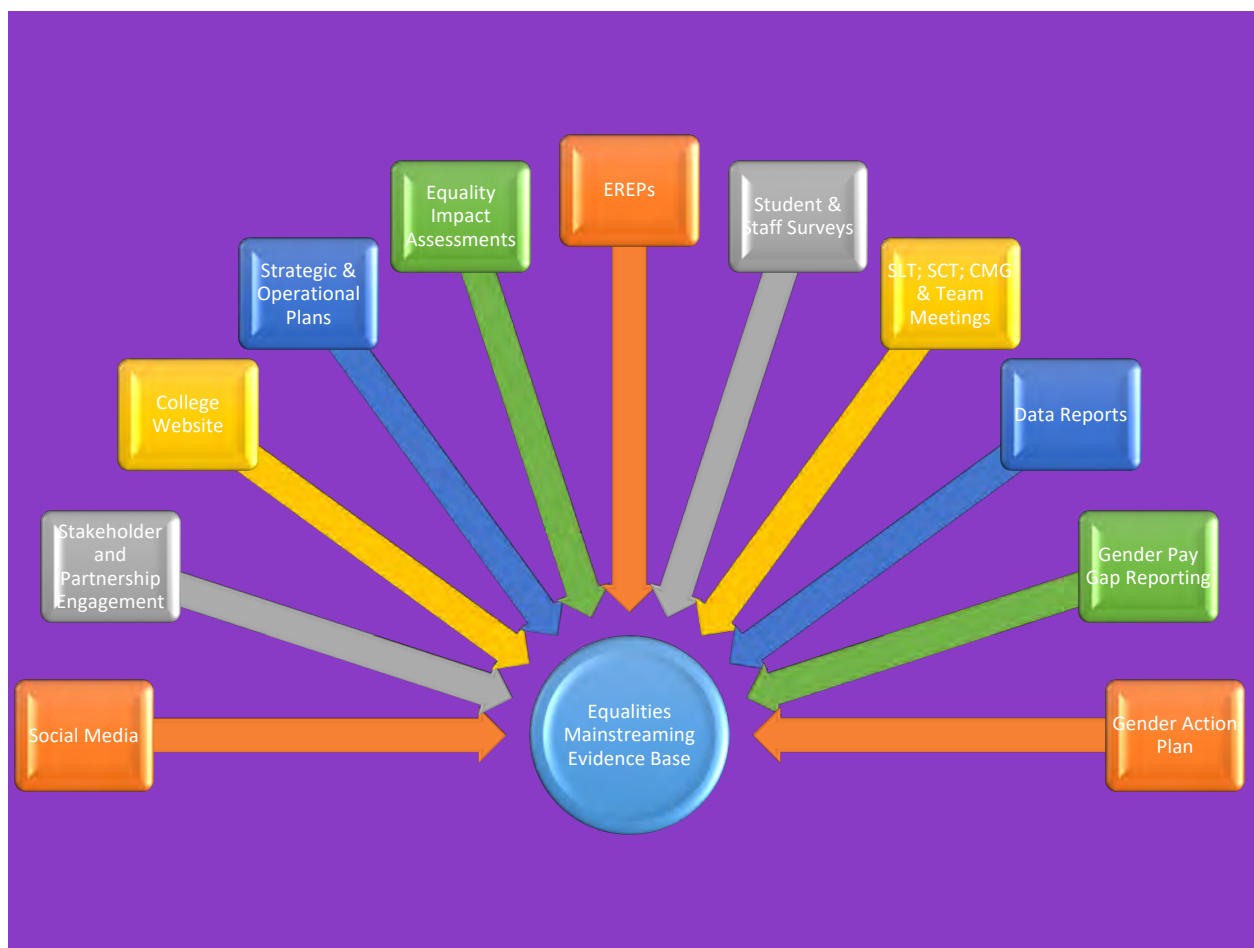 EREPs
Equality
Impact
Assessments
Student &
Staff Surveys
Strategic &
Operational
Plans
SLT; SCT; CMG
& Team
Meetings
College
Website
Data Reports
Stakeholder
and
Partnership
Engagement
Gender Pay
Gap Reporting
Social Media
Equalities
Mainstreaming
Evidence Base
Gender Action
Plan